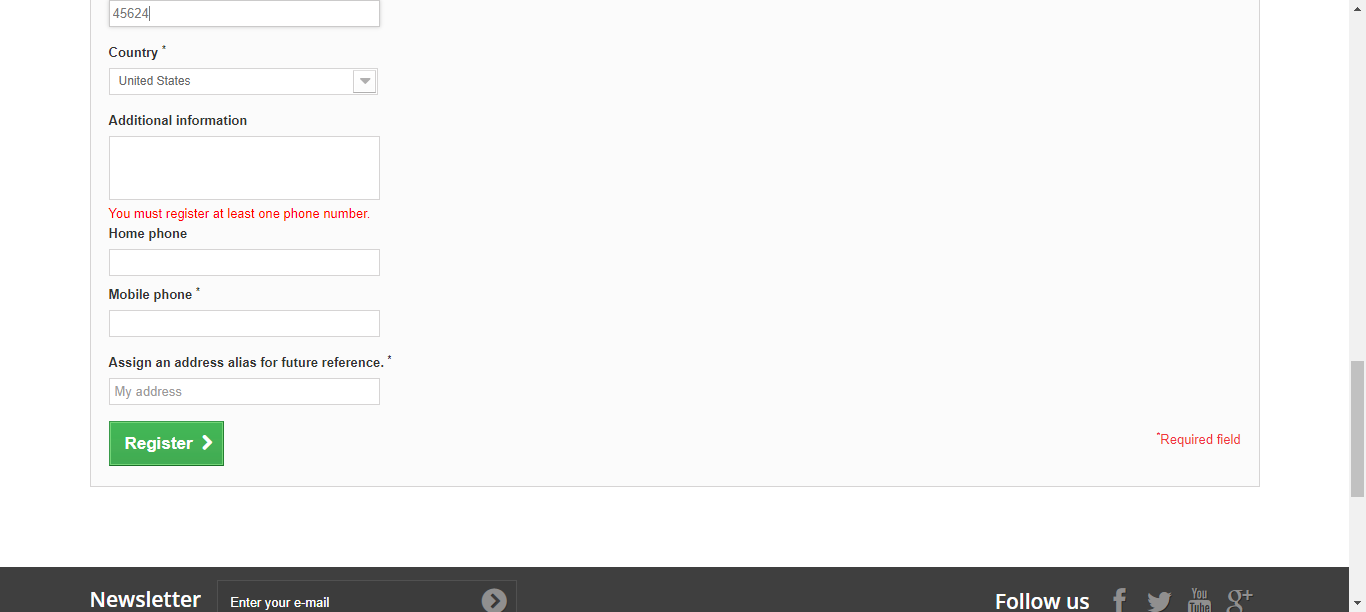 45624
Country *
United States
Additional information
You must register at least one phone number.
Home phone
Mobile phone *
Assign an address alias for future reference. *
My address
Register
*Required field
Newsletter
Enter your e-mail
Follow us
f
You
Tube
g+